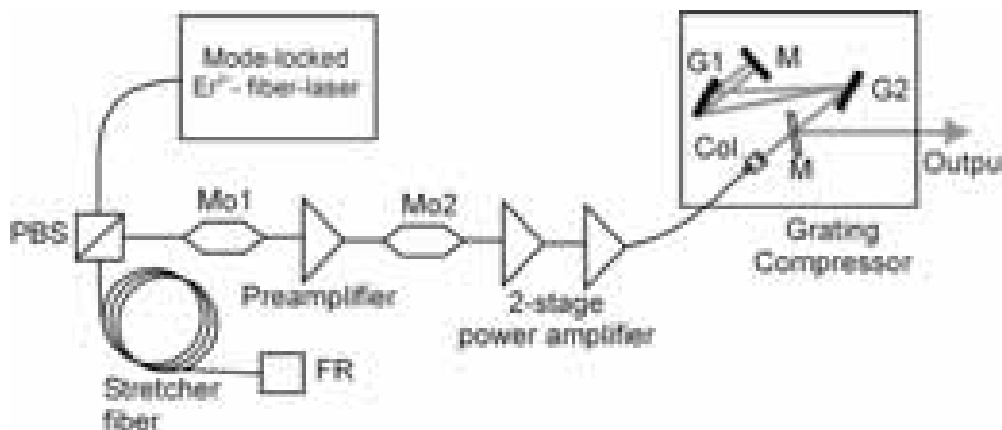 Mode-locked
Er³⁺ - fiber-laser
G1
M
G2
Col
M
Outpu
Grating
Compressor
PBS
Mo1
Mo2
Preamplifier
2-stage
power amplifier
FR
Stretcher
fiber